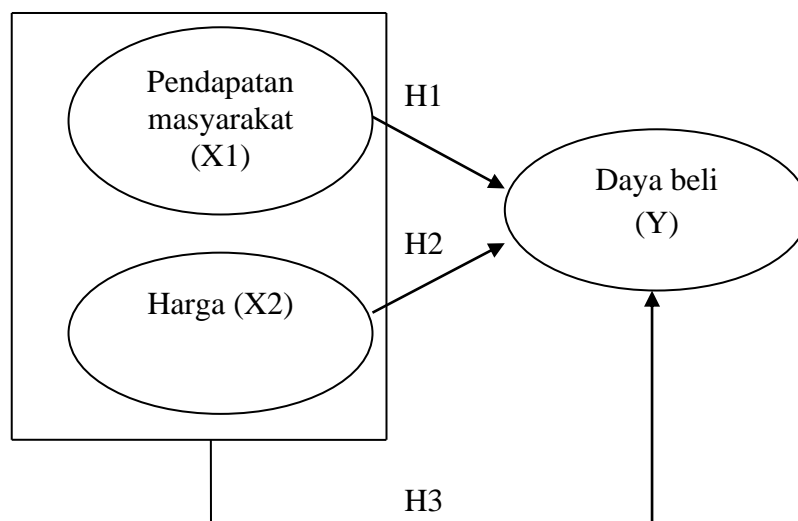 Pendapatan
masyarakat
(X1)
H1
Daya beli
(Y)
H2
Harga (X2)
H3